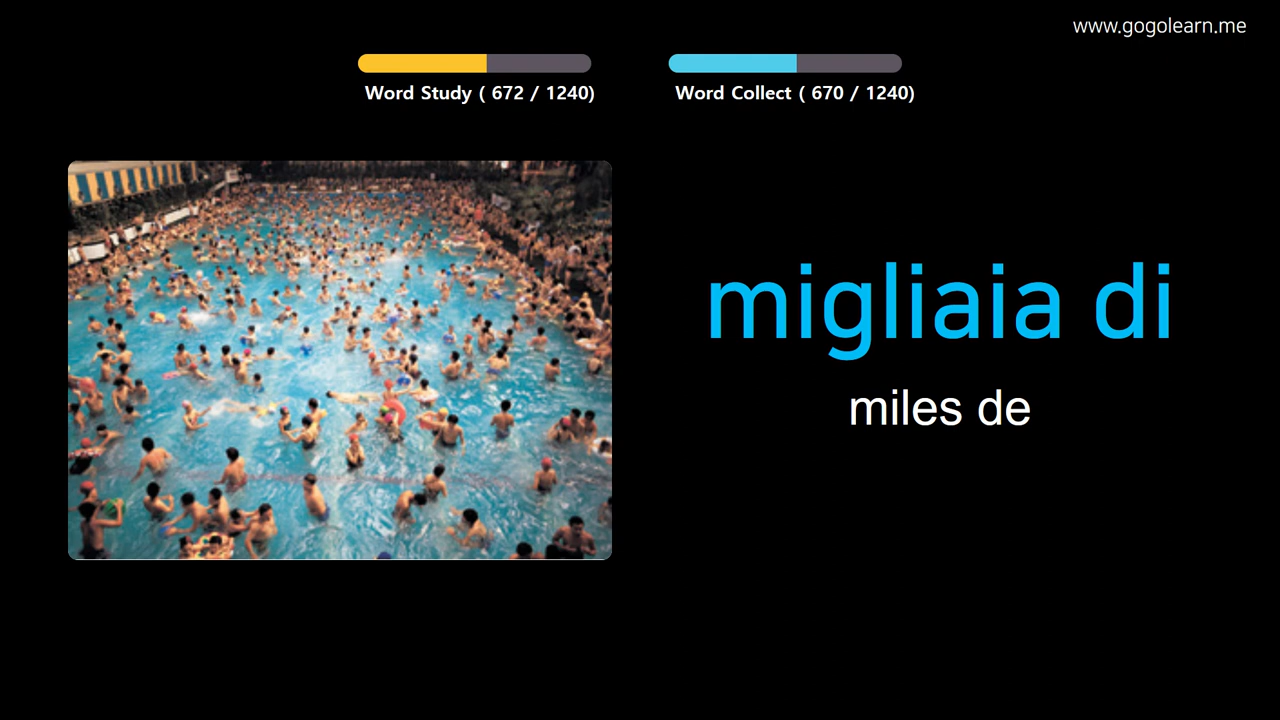 www.gogolearn.me
Word Study ( 672 / 1240)
Word Collect ( 670 / 1240)
migliaia di
miles de